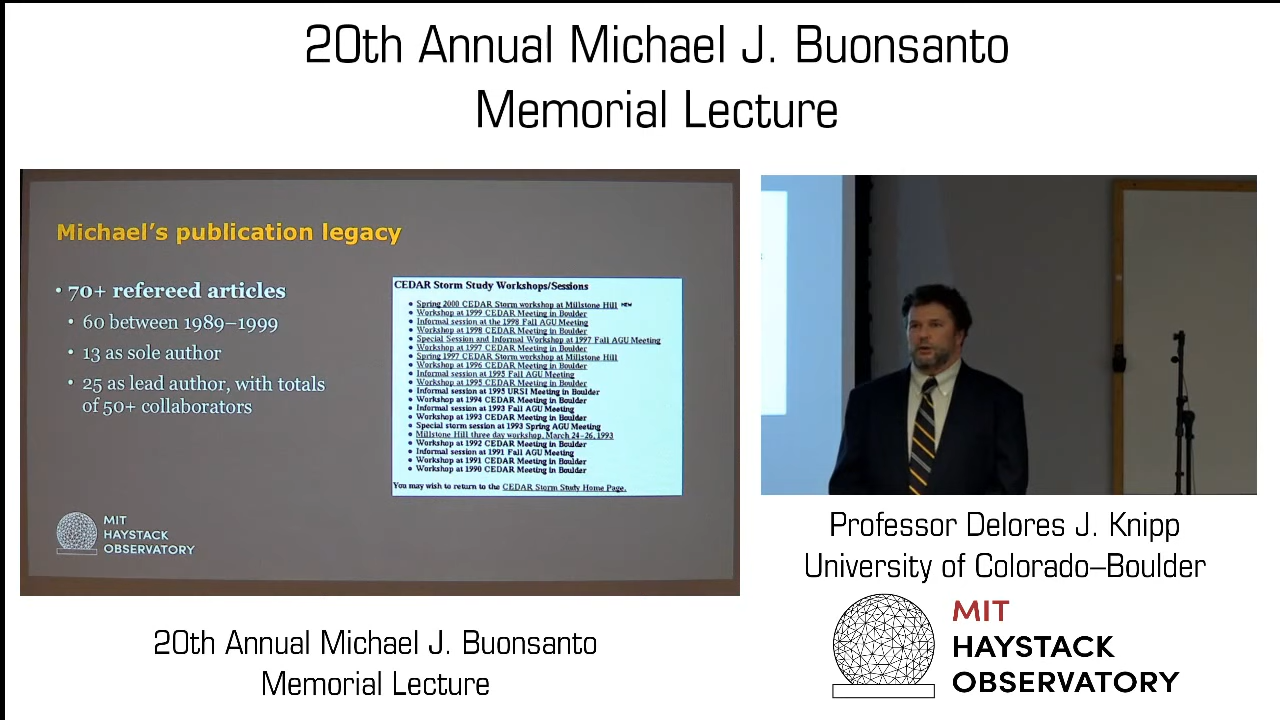 20th Annual Michael J. Buonsanto
Memorial Lecture
Michael's publication legacy
• 70+ refereed articles
• 60 between 1989–1999
• 13 as sole author
• 25 as lead author, with totals
of 50+ collaborators
CEDAR Storm Study Workshops/Sessions
• Spring 2000 CEDAR Storm workshop at Millstone Hill NEW
• Workshop at 1999 CEDAR Meeting in Boulder
• Informal session at the 1998 Fall AGU Meeting
• Workshop at 1998 CEDAR Meeting in Boulder
• Special Session and Informal Workshop at 1997 Fall AGU Meeting
• Workshop at 1997 CEDAR Meeting in Boulder
• Spring 1997 CEDAR Storm workshop at Millstone Hill
• Workshop at 1996 CEDAR Meeting in Boulder
• Informal session at 1995 Fall AGU Meeting
• Workshop at 1995 CEDAR Meeting in Boulder
• Informal session at 1995 URSI Meeting in Boulder
• Workshop at 1994 CEDAR Meeting in Boulder
• Informal session at 1993 Fall AGU Meeting
• Workshop at 1993 CEDAR Meeting in Boulder
• Special storm session at 1993 Spring AGU Meeting
• Millstone Hill three day workshop, March 24-26, 1993
• Workshop at 1992 CEDAR Meeting in Boulder
• Informal session at 1991 Fall AGU Meeting
• Workshop at 1991 CEDAR Meeting in Boulder
• Workshop at 1990 CEDAR Meeting in Boulder
You may wish to return to the CEDAR Storm Study Home Page.
MIT
HAYSTACK
OBSERVATORY
20th Annual Michael J. Buonsanto
Memorial Lecture
Professor Delores J. Knipp
University of Colorado–Boulder
MIT
HAYSTACK
OBSERVATORY